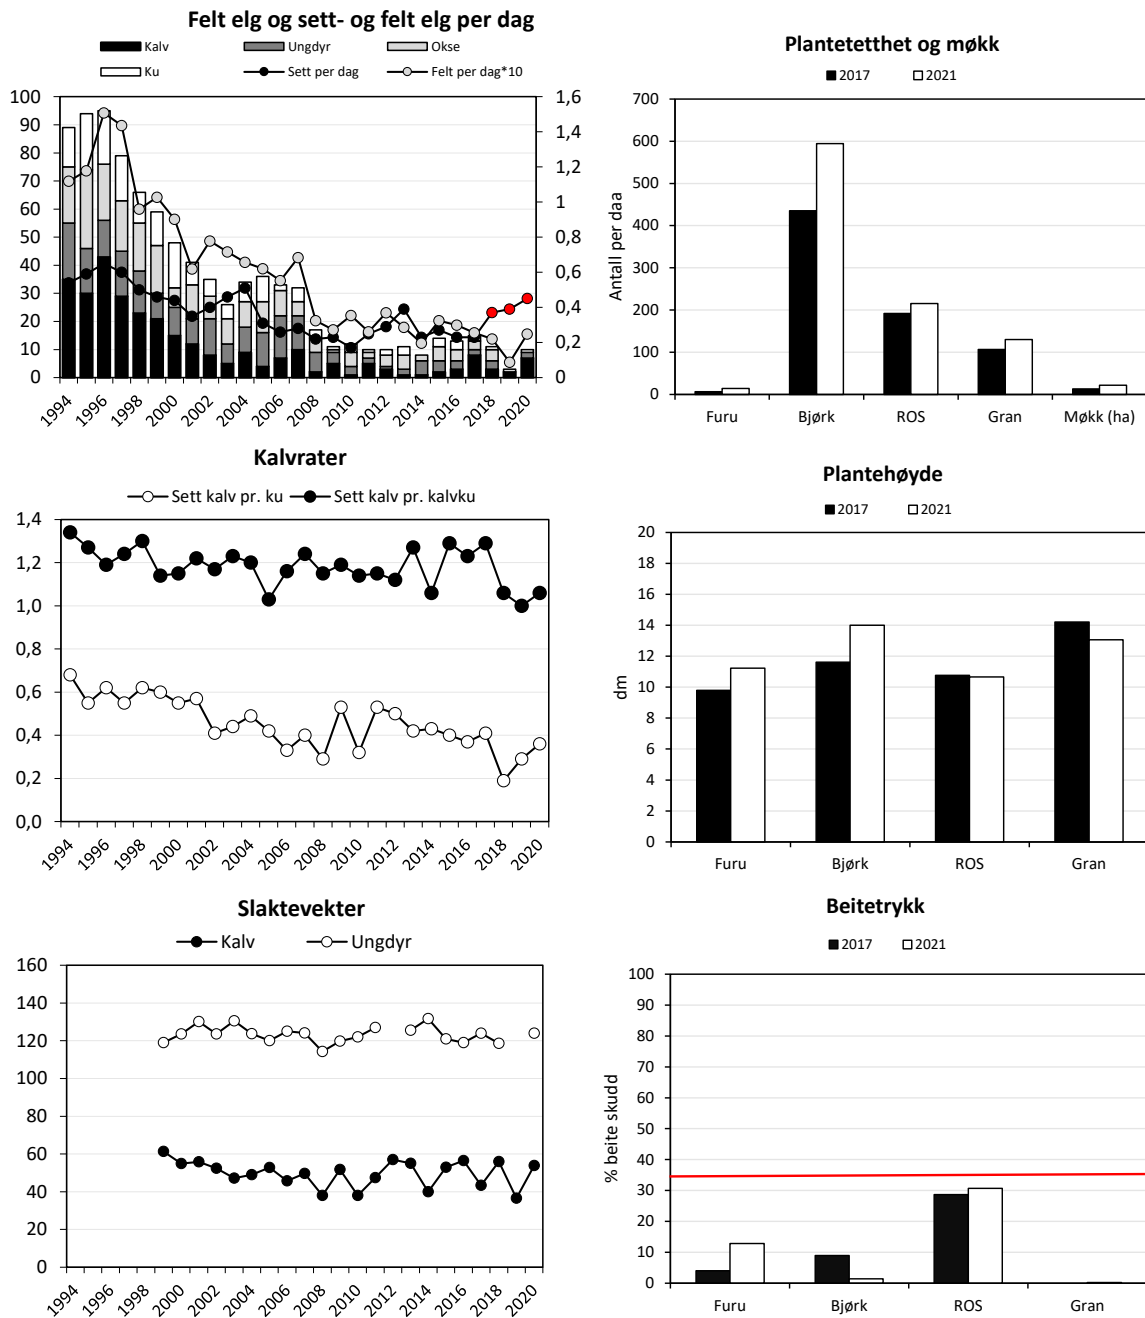 Felt elg og sett- og felt elg per dag
Kalv Ungdyr Okse
Ku Sett per dag Felt per dag*10
100 90 80 70 60 50 40 30 20 10 0
1,6 1,4 1,2 1 0,8 0,6 0,4 0,2 0
1994 1996 1998 2000 2002 2004 2006 2008 2010 2012 2014 2016 2018 2020
Plantetetthet og møkk
2017 2021
Antall per daa
700 600 500 400 300 200 100 0
Furu Bjørk ROS Gran Møkk (ha)
Kalvrater
Sett kalv pr. ku Sett kalv pr. kalvku
1,4 1,2 1,0 0,8 0,6 0,4 0,2 0,0
1994 1996 1998 2000 2002 2004 2006 2008 2010 2012 2014 2016 2018 2020
Plantehøyde
2017 2021
dm
20 18 16 14 12 10 8 6 4 2 0
Furu Bjørk ROS Gran
Slaktevekter
Kalv Ungdyr
160 140 120 100 80 60 40 20 0
1994 1996 1998 2000 2002 2004 2006 2008 2010 2012 2014 2016 2018 2020
Beitetrykk
2017 2021
% beite skudd
100 90 80 70 60 50 40 30 20 10 0
Furu Bjørk ROS Gran